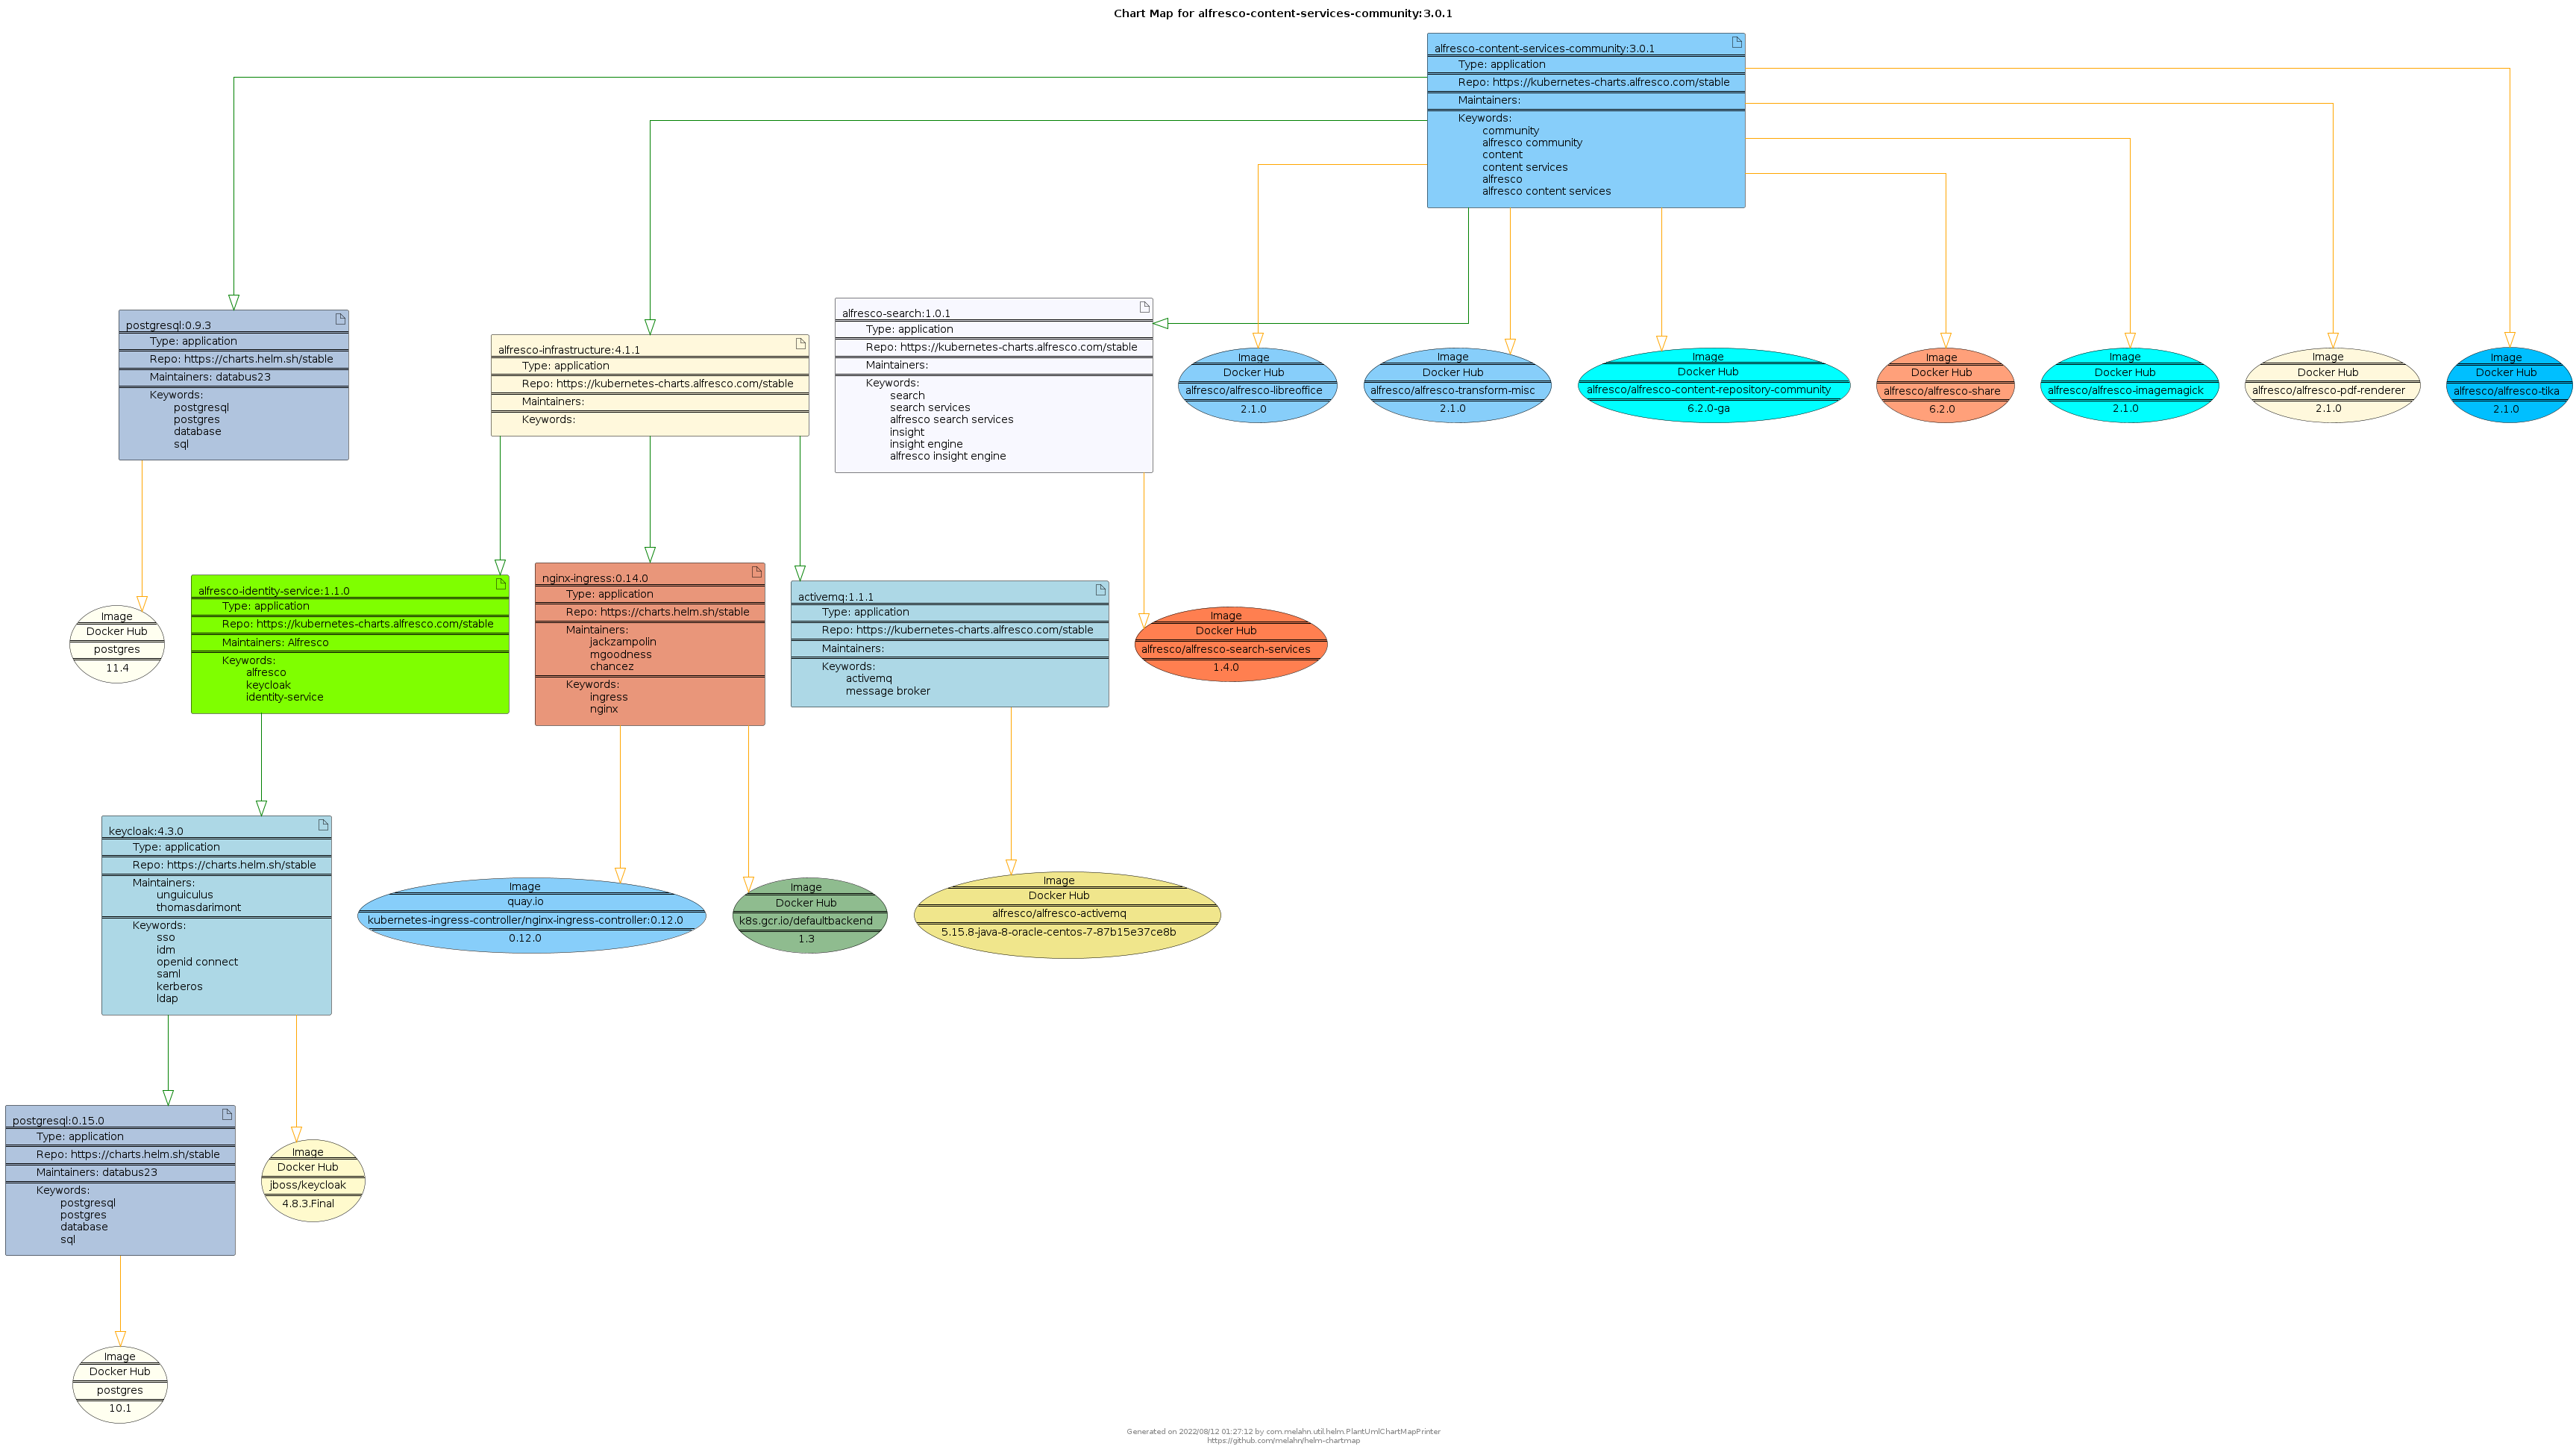 Chart Map for alfresco-content-services-community:3.0.1
alfresco-content-services-community:3.0.1
Type: application
Repo: https://kubernetes-charts.alfresco.com/stable
Maintainers:
Keywords:
community
alfresco community
content
content services
alfresco
alfresco content services
postgresql:0.9.3
Type: application
Repo: https://charts.helm.sh/stable
Maintainers: databus23
Keywords:
postgresql
postgres
database
sql
alfresco-infrastructure:4.1.1
Type: application
Repo: https://kubernetes-charts.alfresco.com/stable
Maintainers:
Keywords:
alfresco-search:1.0.1
Type: application
Repo: https://kubernetes-charts.alfresco.com/stable
Maintainers:
Keywords:
search
search services
alfresco search services
insight
insight engine
alfresco insight engine
Image
Docker Hub
alfresco/alfresco-libreoffice
2.1.0
Image
Docker Hub
alfresco/alfresco-transform-misc
2.1.0
Image
Docker Hub
alfresco/alfresco-content-repository-community
6.2.0-ga
Image
Docker Hub
alfresco/alfresco-share
6.2.0
Image
Docker Hub
alfresco/alfresco-imagemagick
2.1.0
Image
Docker Hub
alfresco/alfresco-pdf-renderer
2.1.0
Image
Docker Hub
alfresco/alfresco-tika
2.1.0
Image
Docker Hub
postgres
11.4
alfresco-identity-service:1.1.0
Type: application
Repo: https://kubernetes-charts.alfresco.com/stable
Maintainers: Alfresco
Keywords:
alfresco
keycloak
identity-service
nginx-ingress:0.14.0
Type: application
Repo: https://charts.helm.sh/stable
Maintainers:
jackzampolin
mgoodness
chancez
Keywords:
ingress
nginx
activemq:1.1.1
Type: application
Repo: https://kubernetes-charts.alfresco.com/stable
Maintainers:
Keywords:
activemq
message broker
Image
Docker Hub
alfresco/alfresco-search-services
1.4.0
keycloak:4.3.0
Type: application
Repo: https://charts.helm.sh/stable
Maintainers:
unguiculus
thomasdarimont
Keywords:
sso
idm
openid connect
saml
kerberos
ldap
Image
quay.io
kubernetes-ingress-controller/nginx-ingress-controller:0.12.0
0.12.0
Image
Docker Hub
k8s.gcr.io/defaultbackend
1.3
Image
Docker Hub
alfresco/alfresco-activemq
5.15.8-java-8-oracle-centos-7-87b15e37ce8b
postgresql:0.15.0
Type: application
Repo: https://charts.helm.sh/stable
Maintainers: databus23
Keywords:
postgresql
postgres
database
sql
Image
Docker Hub
jboss/keycloak
4.8.3.Final
Image
Docker Hub
postgres
10.1
Generated on 2022/08/12 01:27:12 by com.melahn.util.helm.PlantUmlChartMapPrinter
https://github.com/melahn/helm-chartmap